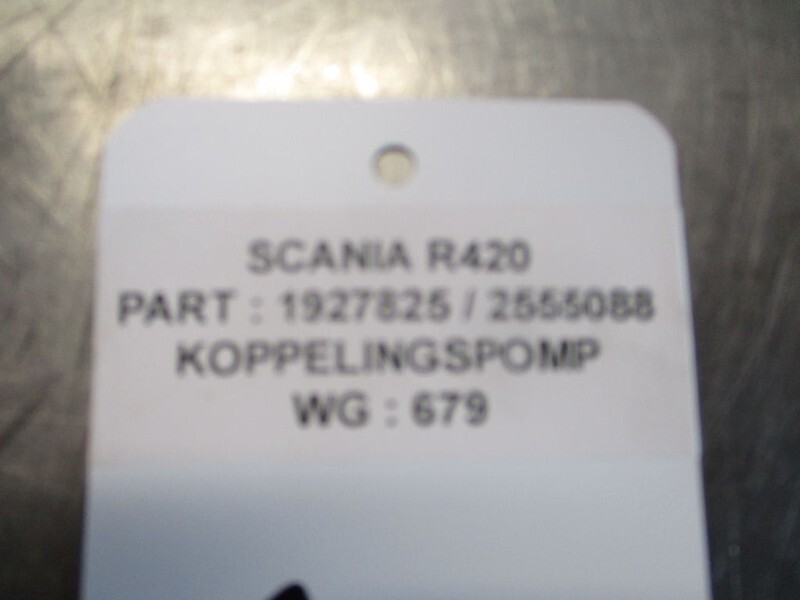 SCANIA R420
PART : 1927825 / 2555088
KOPPELINGSPOMP
WG : 679